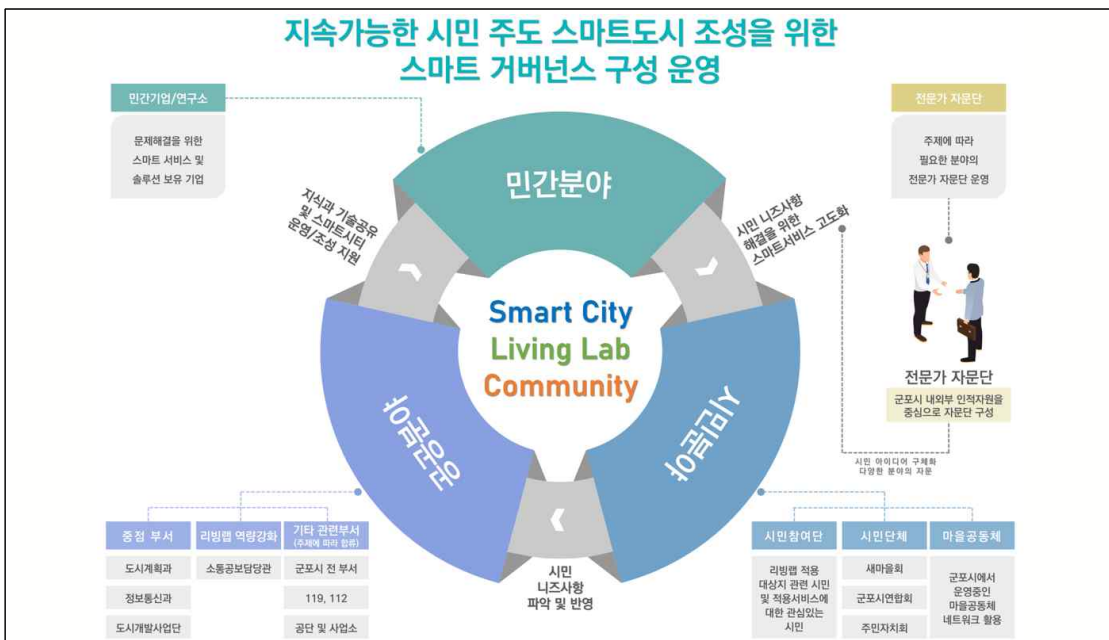 지속가능한 시민 주도 스마트도시 조성을 위한
스마트 거버넌스 구성 운영
민간기업/연구소
문제해결을 위한
스마트 서비스 및
솔루션 보유 기업
전문가 자문단
주제에 따라
필요한 분야의
전문가 자문단 운영
민간분야
지식과 기술공유
및 스마트시티
운영/조성 지원
시민 니즈사항
해결을 위한
스마트서비스 고도화
Smart City
Living Lab
Community
전문가 자문단
군포시 내외부 인적자원을
중심으로 자문단 구성
시민 아이디어 구체화
다양한 분야의 자문
공공분야
시민분야
시민
니즈사항
파악 및 반영
중점 부서
도시계획과
정보통신과
도시개발사업단
리빙랩 역량강화
소통공보담당관
기타 관련부서
(주제에 따라 합류)
군포시 전 부서
119, 112
공단 및 사업소
시민참여단
리빙랩 적용
대상지 관련 시민
및 적용서비스에
대한 관심있는
시민
시민단체
새마을회
군포시연합회
주민자치회
마을공동체
군포시에서
운영중인
마을공동체
네트워크 활용